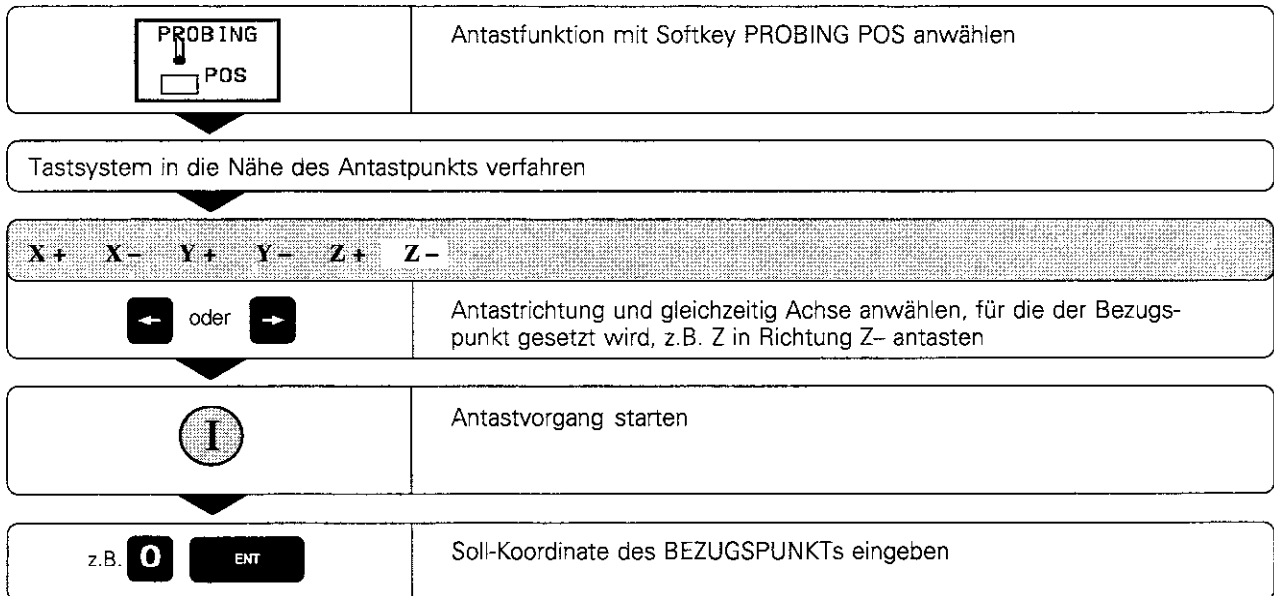 PROBING
POS
Antastfunktion mit Softkey PROBING POS anwählen
Tastsystem in die Nähe des Antastpunkts verfahren
X+ X– Y+ Y– Z+ Z–
← oder →
Antastrichtung und gleichzeitig Achse anwählen, für die der Bezugs-
punkt gesetzt wird, z.B. Z in Richtung Z– antasten
I
Antastvorgang starten
z.B. 0 ENT
Soll-Koordinate des BEZUGSPUNKTs eingeben